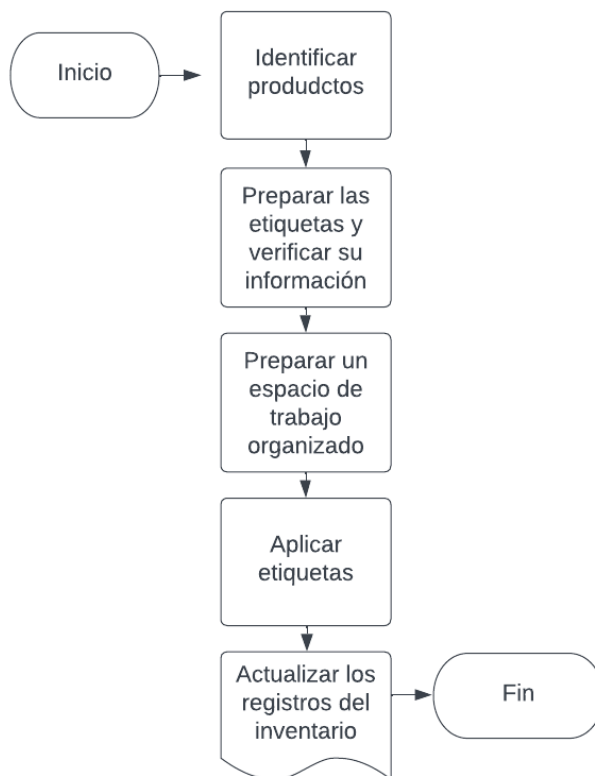 Inicio
Identificar
produdctos
Preparar las
etiquetas y
verificar su
información
Preparar un
espacio de
trabajo
organizado
Aplicar
etiquetas
Actualizar los
registros del
inventario
Fin